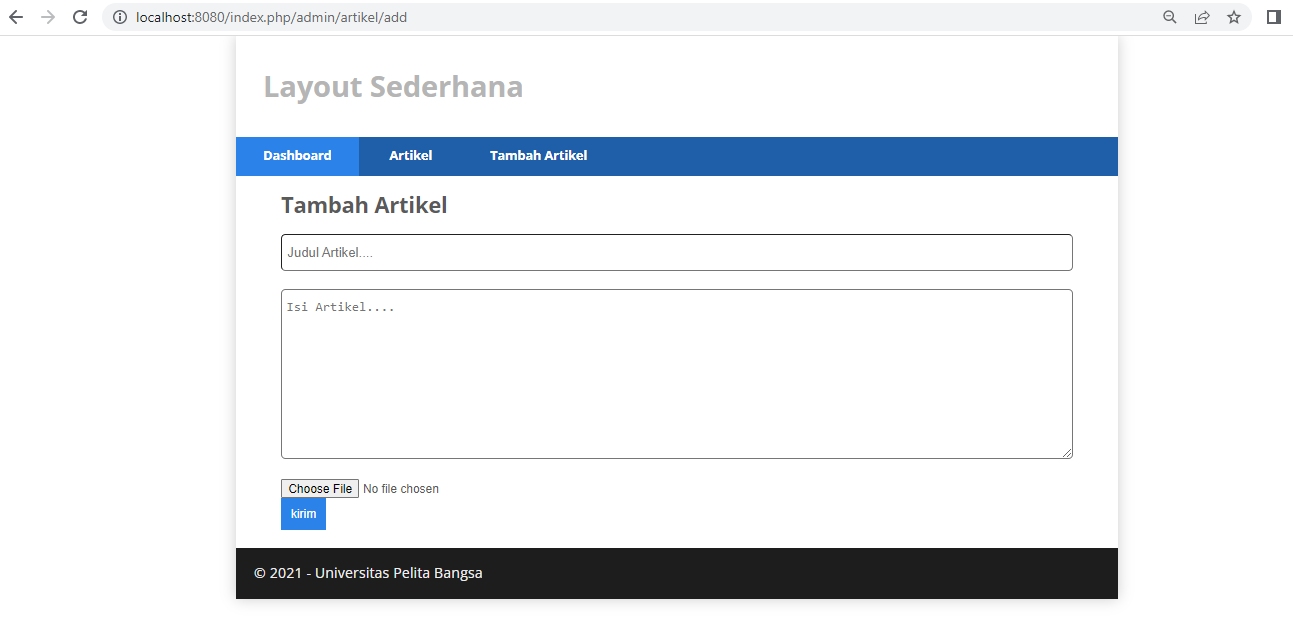 localhost:8080/index.php/admin/artikel/add
Layout Sederhana
Dashboard Artikel Tambah Artikel
Tambah Artikel
Judul Artikel....
Isi Artikel....
Choose File No file chosen
kirim
© 2021 - Universitas Pelita Bangsa